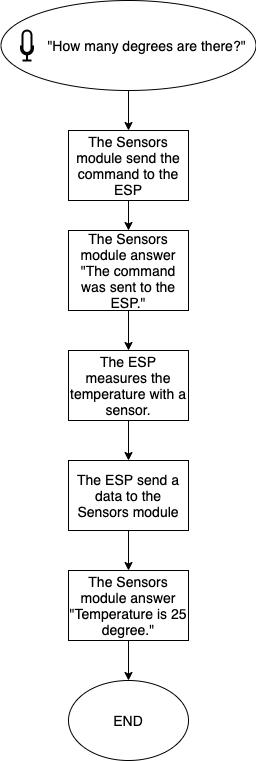 "How many degrees are there?"
The Sensors
module send the
command to the
ESP
The Sensors
module answer
"The command
was sent to the
ESP."
The ESP
measures the
temperature with a
sensor.
The ESP send a
data to the
Sensors module
The Sensors
module answer
"Temperature is 25
degree."
END